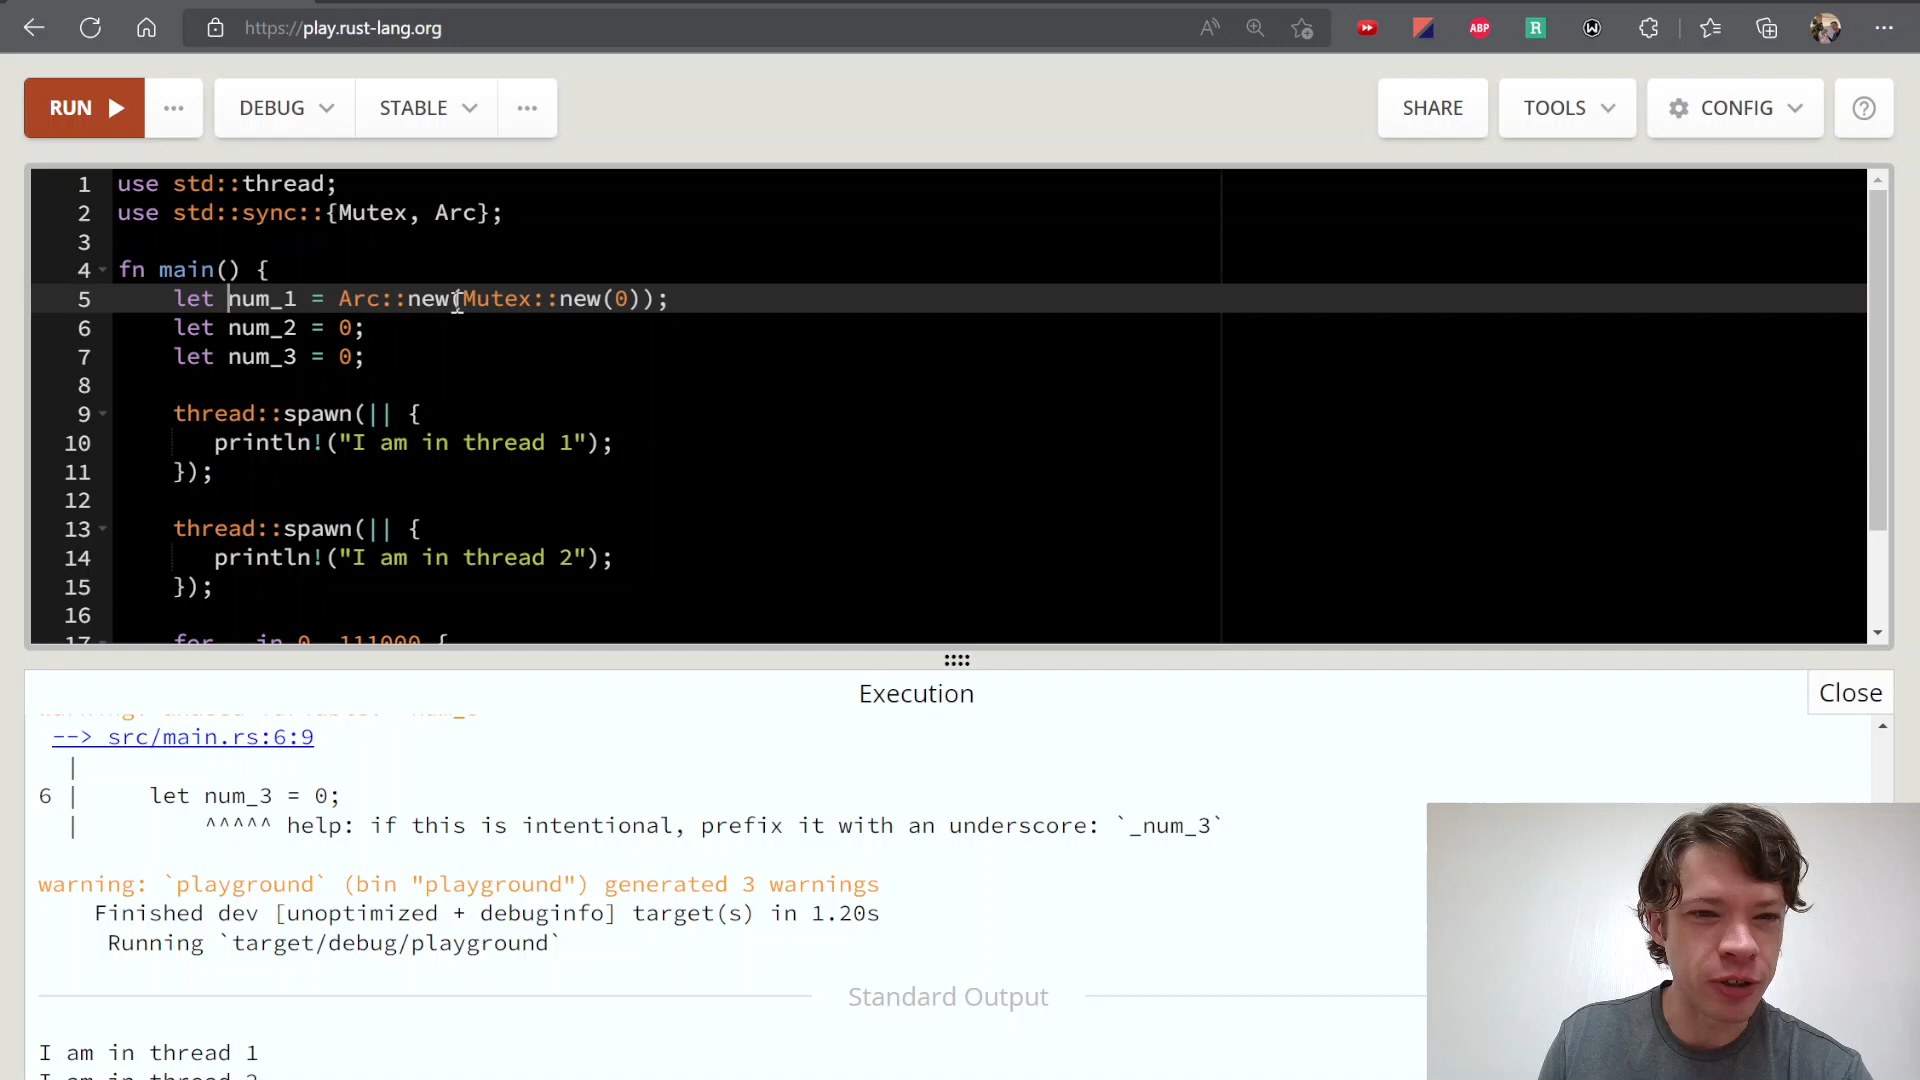 https://play.rust-lang.org
ABP
R
RUN
DEBUG
STABLE
SHARE
TOOLS
CONFIG
1 use std::thread;
2 use std::sync::{Mutex, Arc};
3
4 fn main() {
5 let num_1 = Arc::new(Mutex::new(0));
6 let num_2 = 0;
7 let num_3 = 0;
8
9 thread::spawn(|| {
10 println!("I am in thread 1");
11 });
12
13 thread::spawn(|| {
14 println!("I am in thread 2");
15 });
16
17 for _ in 0..111000 {
Execution
Close
--> src/main.rs:6:9
|
6 | let num_3 = 0;
| ^^^^^ help: if this is intentional, prefix it with an underscore: `_num_3`
warning: `playground` (bin "playground") generated 3 warnings
Finished dev [unoptimized + debuginfo] target(s) in 1.20s
Running `target/debug/playground`
Standard Output
I am in thread 1
I am in thread 2